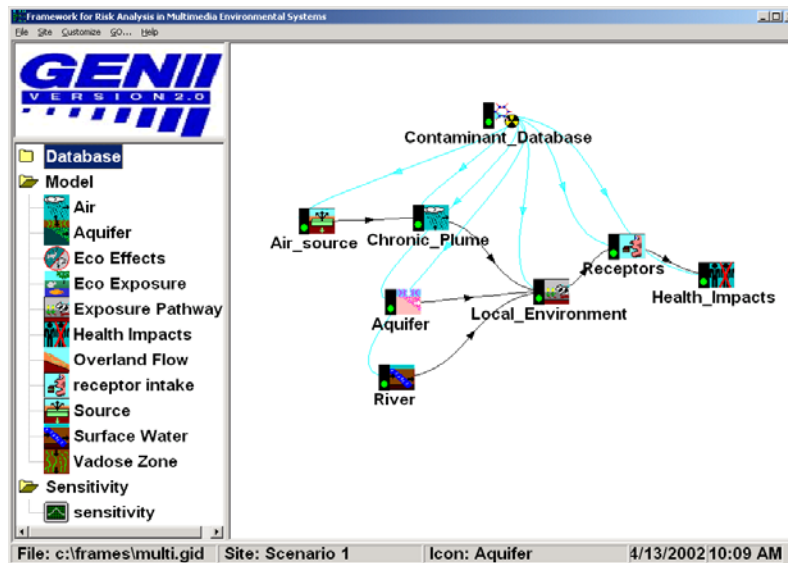 Framework for Risk Analysis in Multimedia Environmental Systems
File Site Customize GO... Help
GENII
VERSION 2.0
Database
Model
Air
Aquifer
Eco Effects
Eco Exposure
Exposure Pathway
Health Impacts
Overland Flow
receptor intake
Source
Surface Water
Vadose Zone
Sensitivity
sensitivity
Contaminant_Database
Air_source
Chronic_Plume
Receptors
Health_Impacts
Aquifer
Local_Environment
River
File: c:\frames\multi.gid Site: Scenario 1 Icon: Aquifer 4/13/2002 10:09 AM